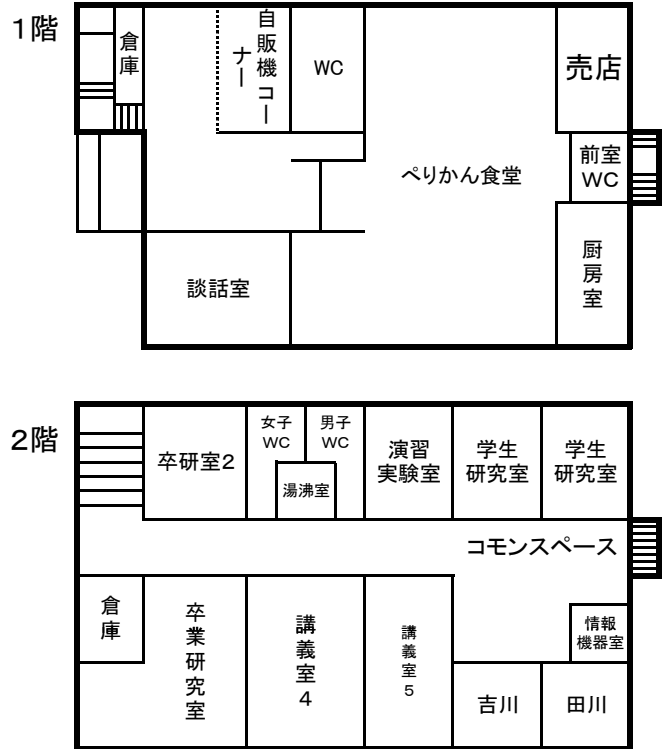 1階
倉庫
自販機コー
ナー
WC
売店
前室
WC
ぺりかん食堂
談話室
厨房室
2階
卒研室2
女子
WC
男子
WC
湯沸室
演習
実験室
学生
研究室
学生
研究室
コモンスペース
倉庫
卒業研究室
講義室4
講義室5
情報
機器室
吉川
田川